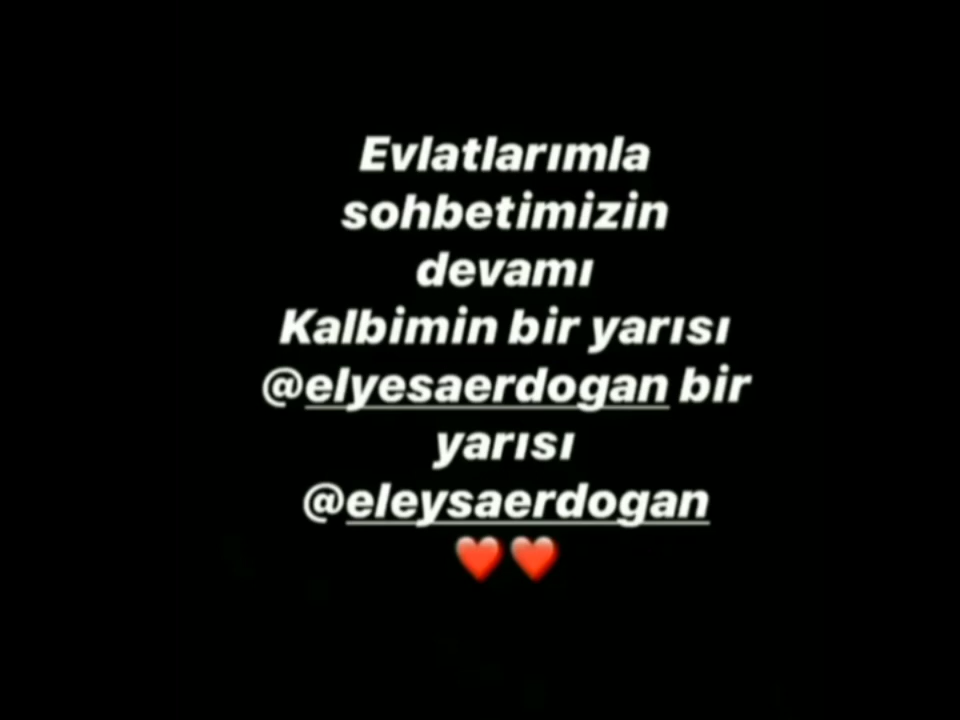 Evlatlarımla
sohbetimizin
devamı
Kalbimin bir yarısı
@elyesaerdogan bir
yarısı
@eleysaerdogan
❤️❤️